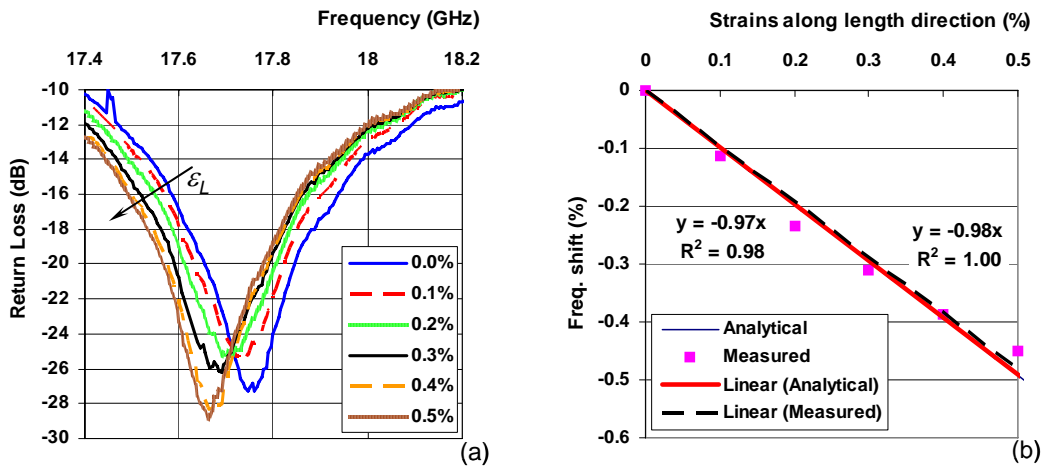 Frequency (GHz)
17.4 17.6 17.8 18 18.2
Return Loss (dB)
-10
-12
-14
-16
-18
-20
-22
-24
-26
-28
-30
ε_L
0.0%
0.1%
0.2%
0.3%
0.4%
0.5%
(a)
Strains along length direction (%)
0 0.1 0.2 0.3 0.4 0.5
Freq. shift (%)
0
-0.1
-0.2
-0.3
-0.4
-0.5
-0.6
y = -0.97x
R² = 0.98
y = -0.98x
R² = 1.00
Analytical
Measured
Linear (Analytical)
Linear (Measured)
(b)